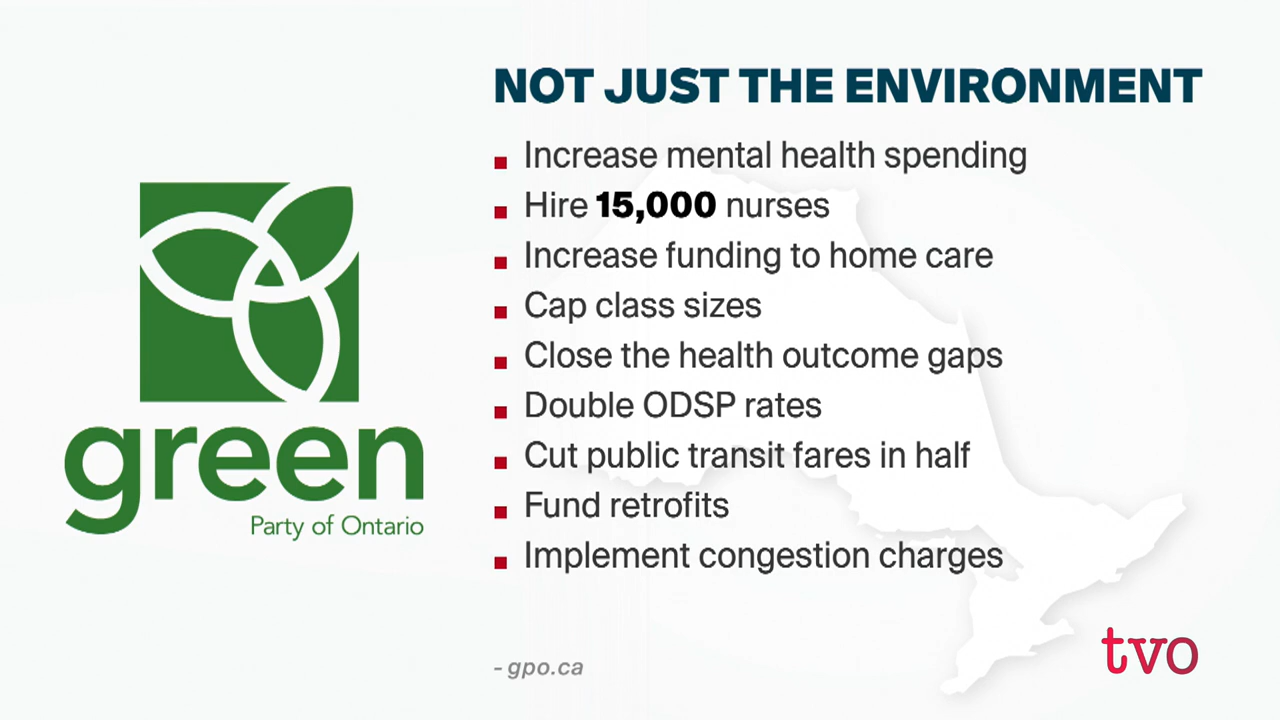 NOT JUST THE ENVIRONMENT
Increase mental health spending
Hire 15,000 nurses
Increase funding to home care
Cap class sizes
Close the health outcome gaps
Double ODSP rates
Cut public transit fares in half
Fund retrofits
Implement congestion charges
green
Party of Ontario
- gpo.ca
tvo